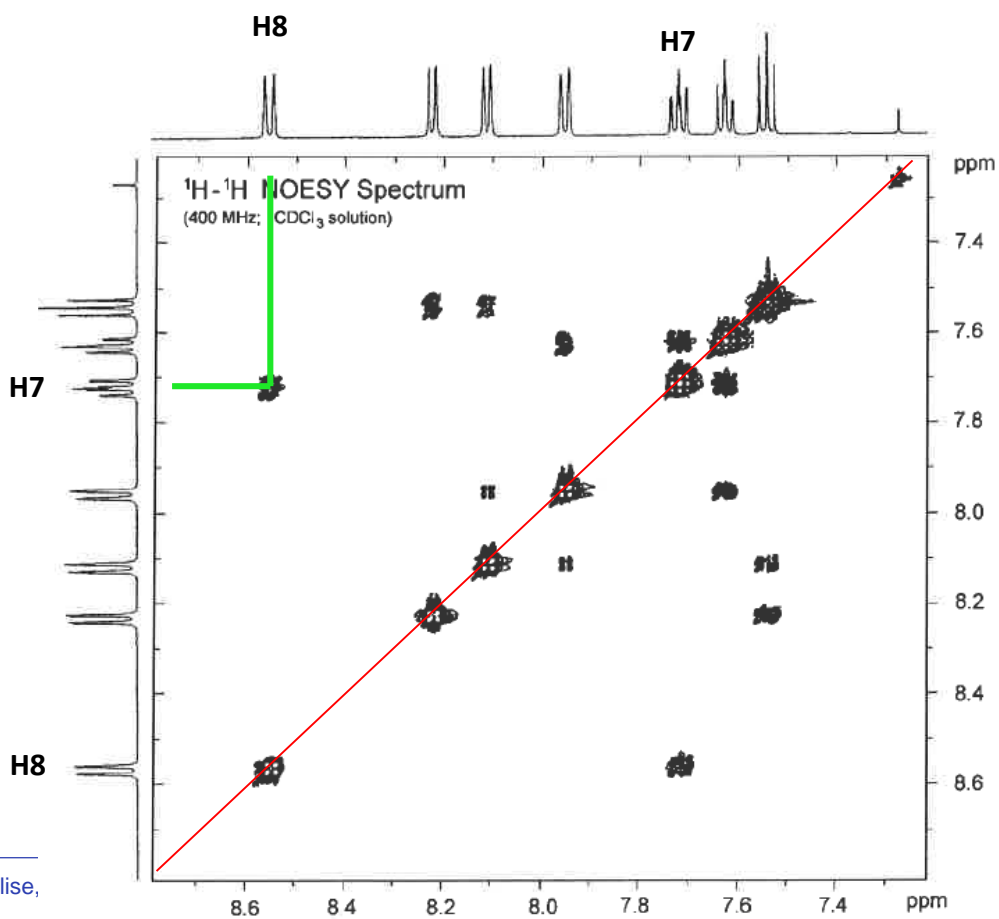 H8
H7
ppm
¹H-¹H NOESY Spectrum
(400 MHz; CDCl₃ solution)
7.4
7.6
H7
7.8
8.0
8.2
8.4
H8
8.6
lise,
8.6 8.4 8.2 8.0 7.8 7.6 7.4 ppm